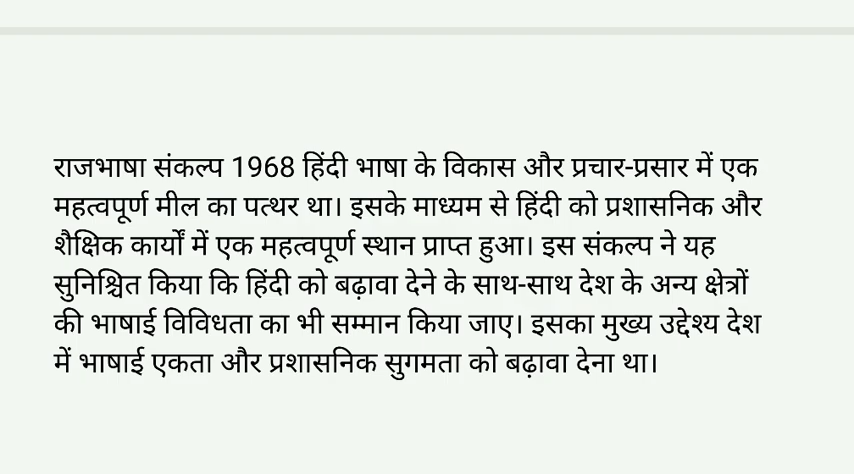 राजभाषा संकल्प 1968 हिंदी भाषा के विकास और प्रचार-प्रसार में एक
महत्वपूर्ण मील का पत्थर था। इसके माध्यम से हिंदी को प्रशासनिक और
शैक्षिक कार्यों में एक महत्वपूर्ण स्थान प्राप्त हुआ। इस संकल्प ने यह
सुनिश्चित किया कि हिंदी को बढ़ावा देने के साथ-साथ देश के अन्य क्षेत्रों
की भाषाई विविधता का भी सम्मान किया जाए। इसका मुख्य उद्देश्य देश
में भाषाई एकता और प्रशासनिक सुगमता को बढ़ावा देना था।